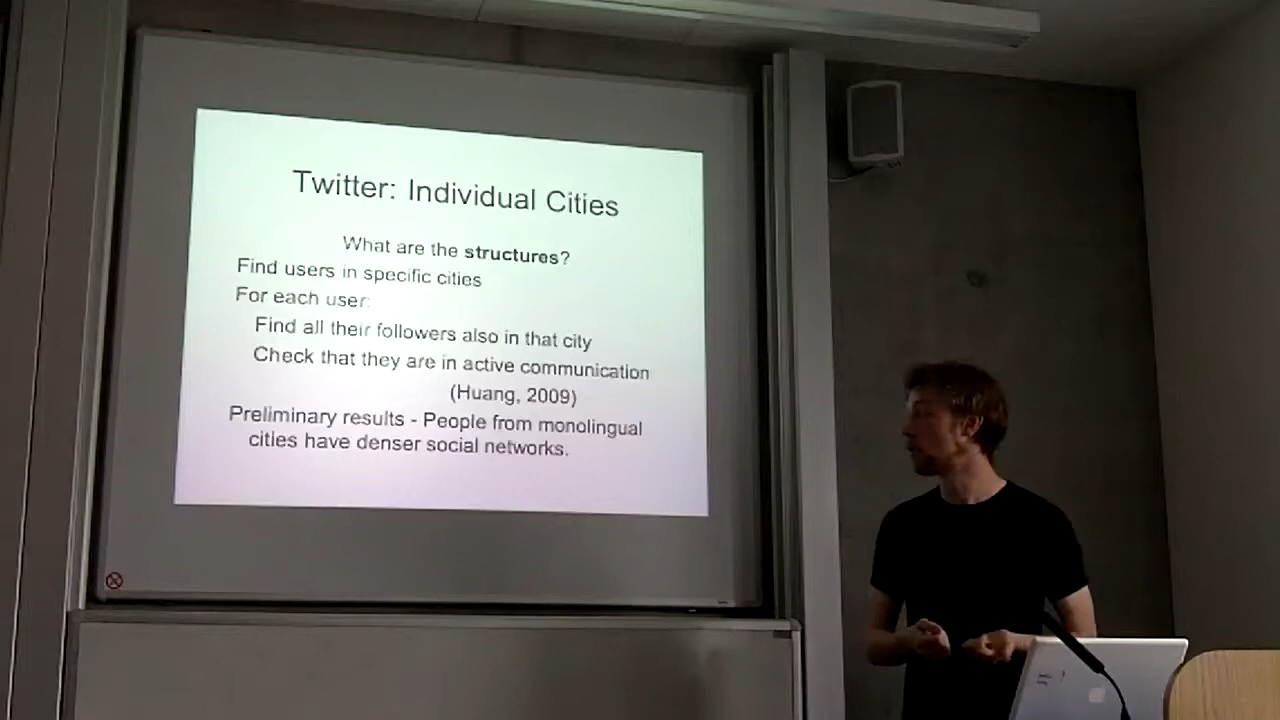 Twitter: Individual Cities
What are the structures?
Find users in specific cities
For each user:
Find all their followers also in that city
Check that they are in active communication
(Huang, 2009)
Preliminary results - People from monolingual
cities have denser social networks.